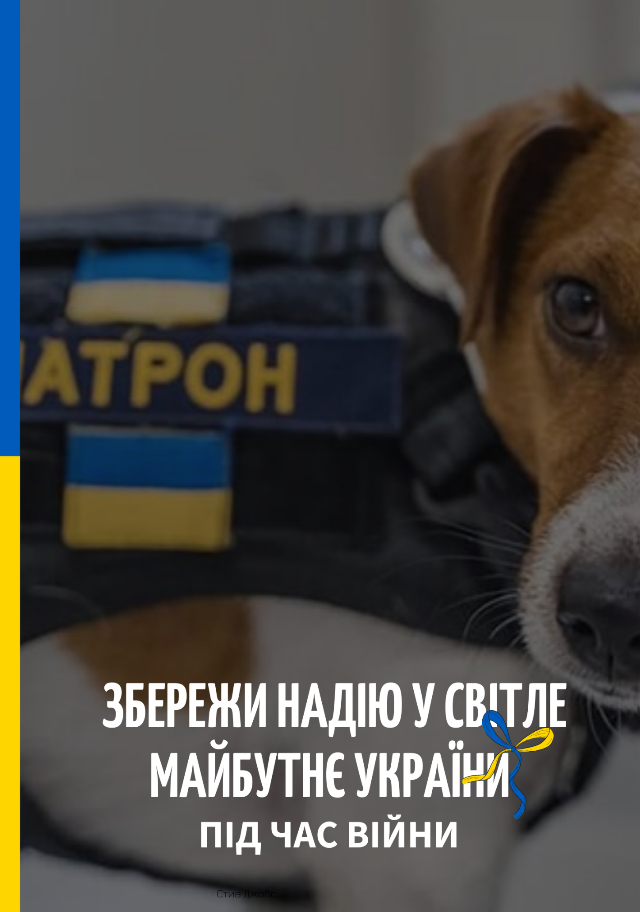 АТРОН
ЗБЕРЕЖИ НАДІЮ У СВІТЛЕ
МАЙБУТНЄ УКРАЇНИ
ПІД ЧАС ВІЙНИ